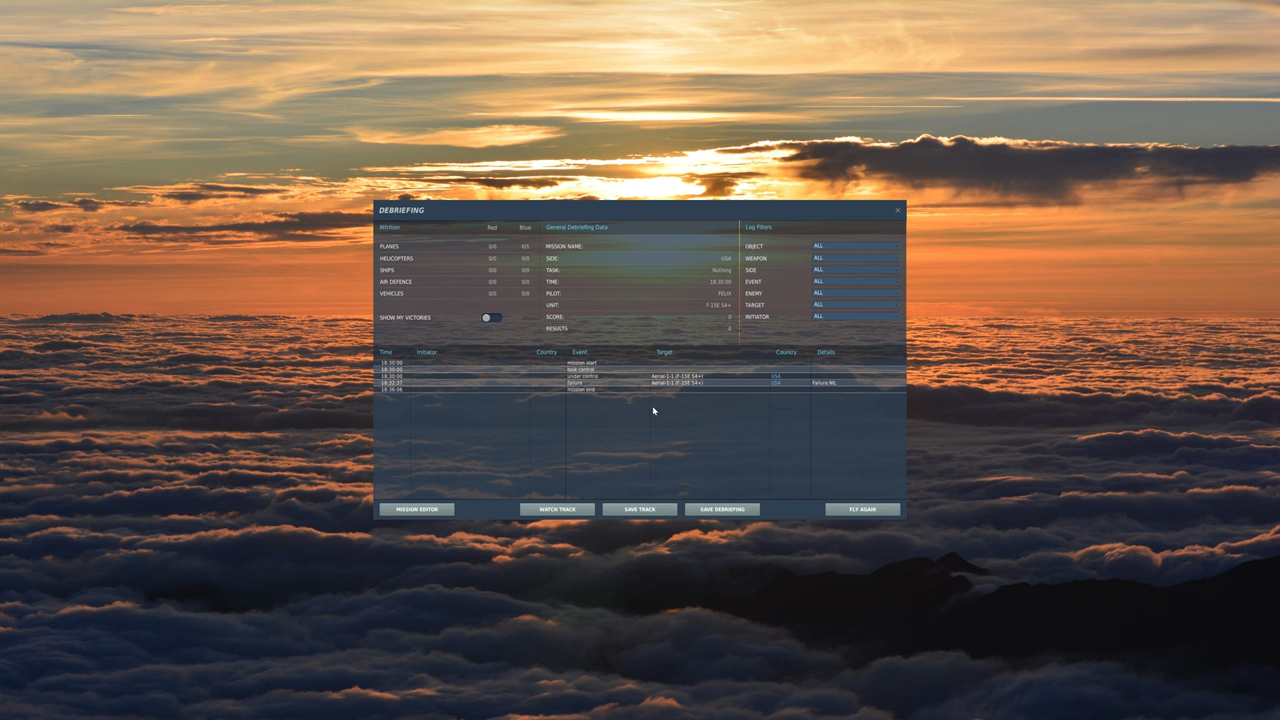 DEBRIEFING
Attrition Red Blue
PLANES 0/0 0/1
HELICOPTERS 0/0 0/0
SHIPS 0/0 0/0
AIR DEFENCE 0/0 0/0
VEHICLES 0/0 0/0
SHOW MY VICTORIES
General Debriefing Data
MISSION NAME:
SIDE: USA
TASK: Nothing
TIME: 18:30:00
PILOT: FELIX
UNIT: F-15E S4+
SCORE: 0
RESULTS 0
Log Filters
OBJECT ALL
WEAPON ALL
SIDE ALL
EVENT ALL
ENEMY ALL
TARGET ALL
INITIATOR ALL
Time Initiator Country Event Target Country Details
18:30:00 mission start
18:30:00 took control
18:30:00 under control Aerial-1-1 (F-15E S4+) USA
18:32:37 failure Aerial-1-1 (F-15E S4+) USA Failure:NIL
18:36:06 mission end
MISSION EDITOR WATCH TRACK SAVE TRACK SAVE DEBRIEFING FLY AGAIN